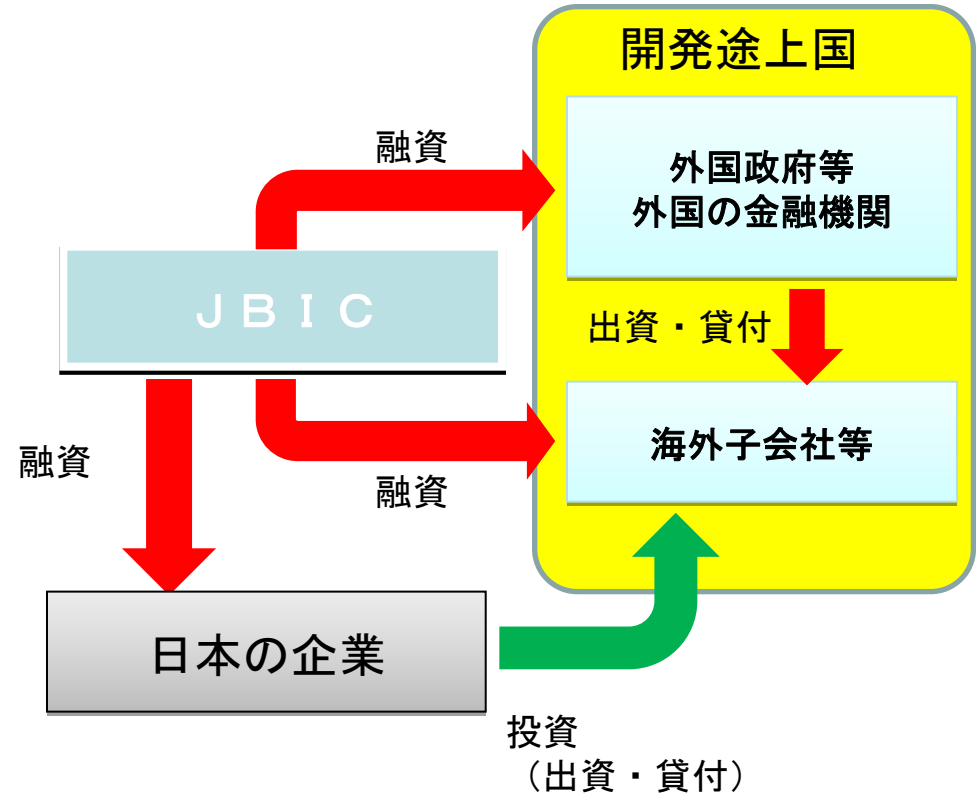 開発途上国
融資
外国政府等
外国の金融機関
ＪＢＩＣ
出資・貸付
海外子会社等
融資
融資
日本の企業
投資
（出資・貸付）